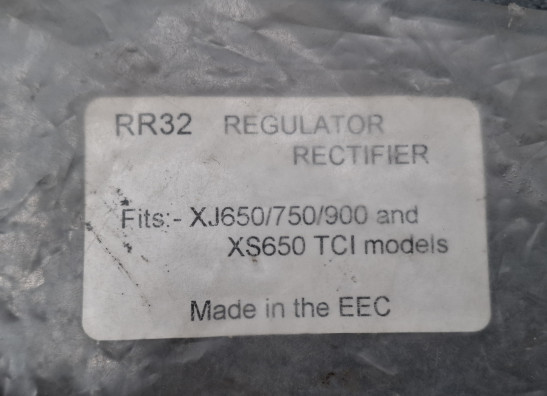 RR32 REGULATOR
RECTIFIER
Fits:- XJ650/750/900 and
XS650 TCI models
Made in the EEC